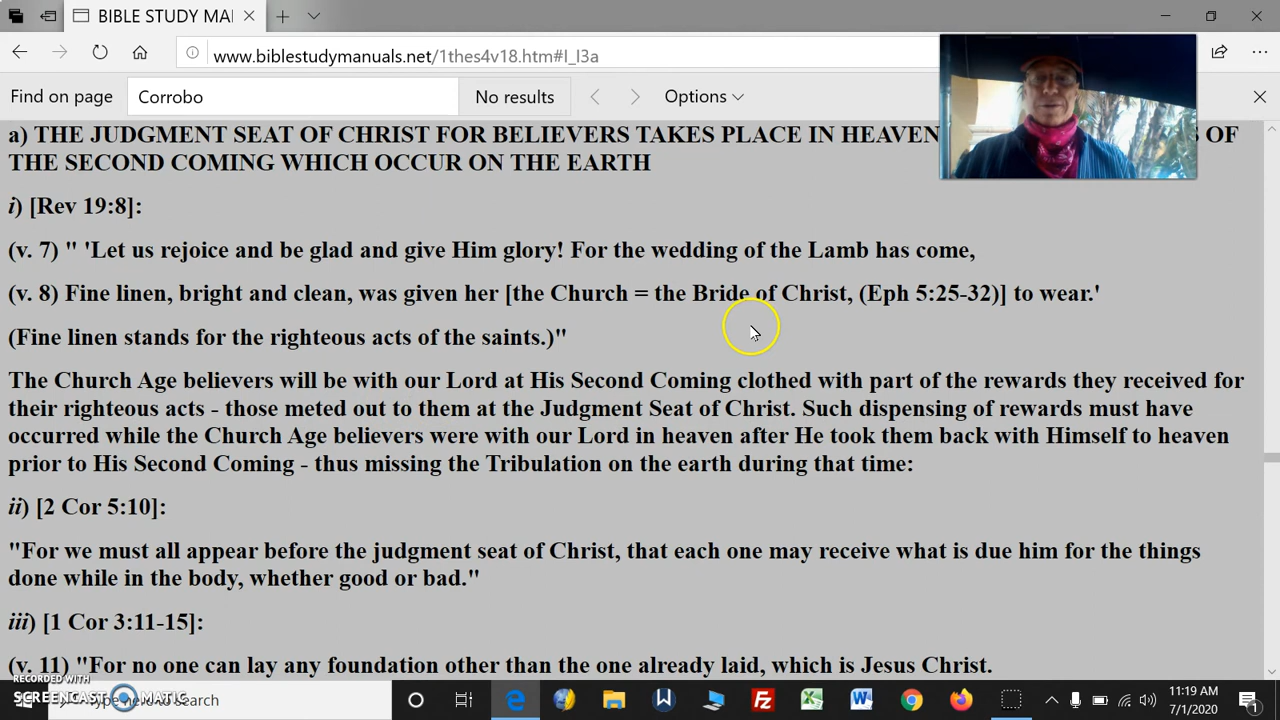 BIBLE STUDY MAI
www.biblestudymanuals.net/1thes4v18.htm#I_I3a
Find on page
Corrobo
No results
Options
a) THE JUDGMENT SEAT OF CHRIST FOR BELIEVERS TAKES PLACE IN HEAVEN S OF
THE SECOND COMING WHICH OCCUR ON THE EARTH
i) [Rev 19:8]:
(v. 7) " 'Let us rejoice and be glad and give Him glory! For the wedding of the Lamb has come,
(v. 8) Fine linen, bright and clean, was given her [the Church = the Bride of Christ, (Eph 5:25-32)] to wear.'
(Fine linen stands for the righteous acts of the saints.)"
The Church Age believers will be with our Lord at His Second Coming clothed with part of the rewards they received for
their righteous acts - those meted out to them at the Judgment Seat of Christ. Such dispensing of rewards must have
occurred while the Church Age believers were with our Lord in heaven after He took them back with Himself to heaven
prior to His Second Coming - thus missing the Tribulation on the earth during that time:
ii) [2 Cor 5:10]:
"For we must all appear before the judgment seat of Christ, that each one may receive what is due him for the things
done while in the body, whether good or bad."
iii) [1 Cor 3:11-15]:
(v. 11) "For no one can lay any foundation other than the one already laid, which is Jesus Christ.
RECORDED WITH
SCREENCAST MATIC
Type here to search
11:19 AM
7/1/2020